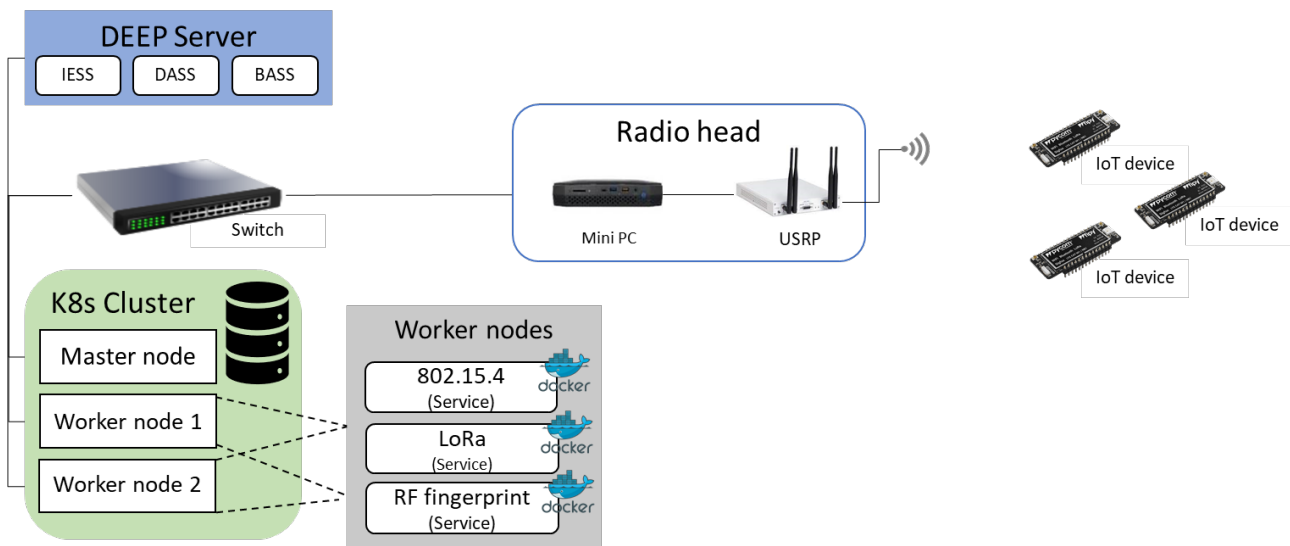 DEEP Server
IESS
DASS
BASS
Radio head
Mini PC
USRP
Switch
IoT device
IoT device
IoT device
K8s Cluster
Master node
Worker node 1
Worker node 2
Worker nodes
802.15.4
(Service)
docker
LoRa
(Service)
docker
RF fingerprint
(Service)
docker